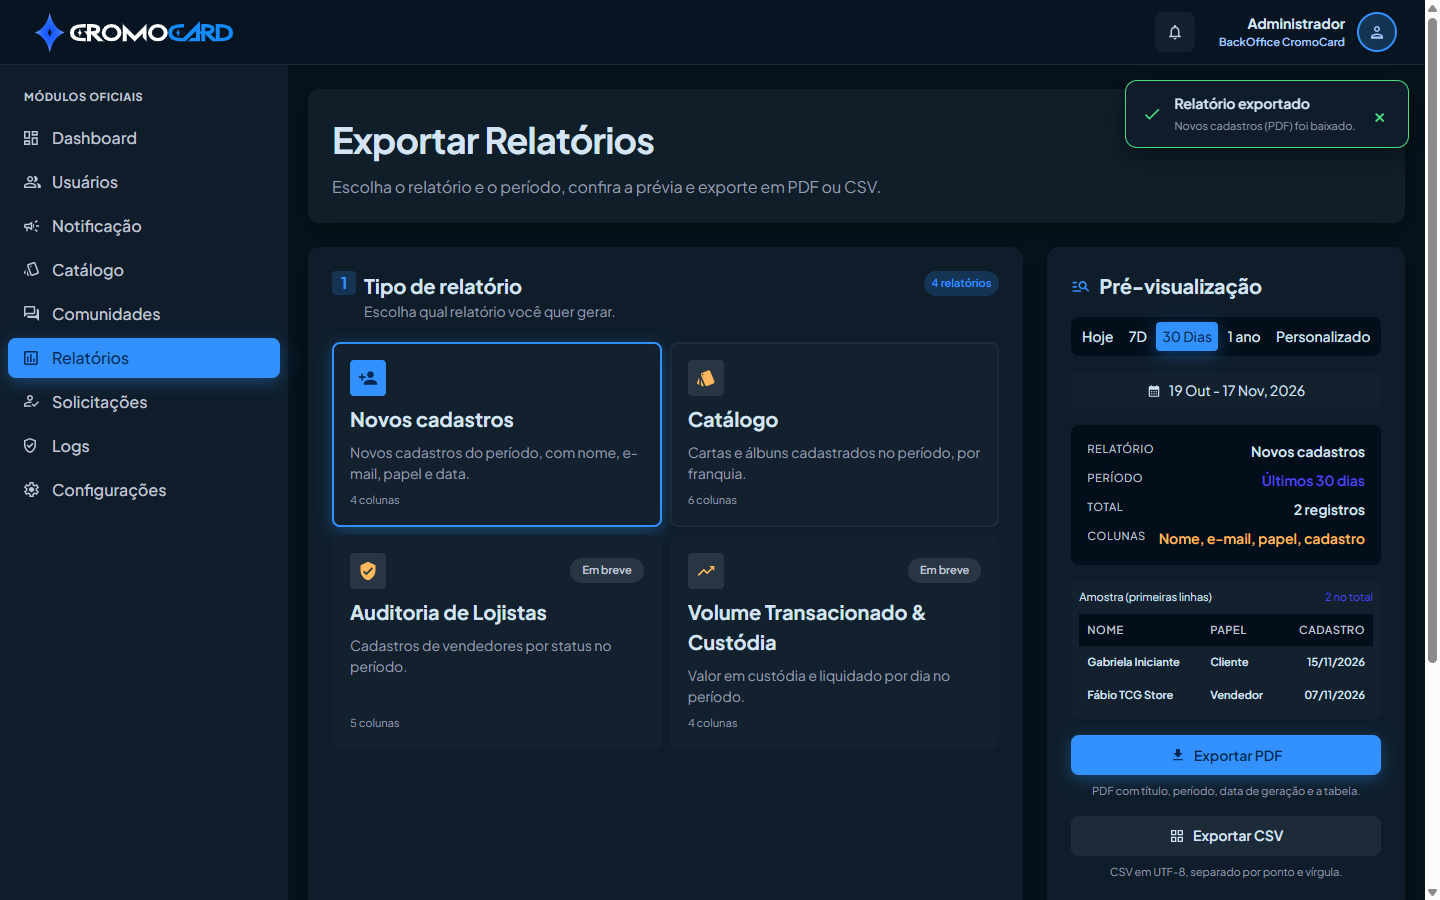 CROMOCARD
Administrador
BackOffice CromoCard
MÓDULOS OFICIAIS
Dashboard
Usuários
Notificação
Catálogo
Comunidades
Relatórios
Solicitações
Logs
Configurações
Relatório exportado
Novos cadastros (PDF) foi baixado.
Exportar Relatórios
Escolha o relatório e o período, confira a prévia e exporte em PDF ou CSV.
1
Tipo de relatório
4 relatórios
Escolha qual relatório você quer gerar.
Novos cadastros
Novos cadastros do período, com nome, e-
mail, papel e data.
4 colunas
Catálogo
Cartas e álbuns cadastrados no período, por
franquia.
6 colunas
Em breve
Auditoria de Lojistas
Cadastros de vendedores por status no
período.
5 colunas
Em breve
Volume Transacionado &
Custódia
Valor em custódia e liquidado por dia no
período.
4 colunas
Pré-visualização
Hoje 7D 30 Dias 1 ano Personalizado
19 Out - 17 Nov, 2026
RELATÓRIO Novos cadastros
PERÍODO Últimos 30 dias
TOTAL 2 registros
COLUNAS Nome, e-mail, papel, cadastro
Amostra (primeiras linhas) 2 no total
NOME PAPEL CADASTRO
Gabriela Iniciante Cliente 15/11/2026
Fábio TCG Store Vendedor 07/11/2026
Exportar PDF
PDF com título, período, data de geração e a tabela.
Exportar CSV
CSV em UTF-8, separado por ponto e vírgula.